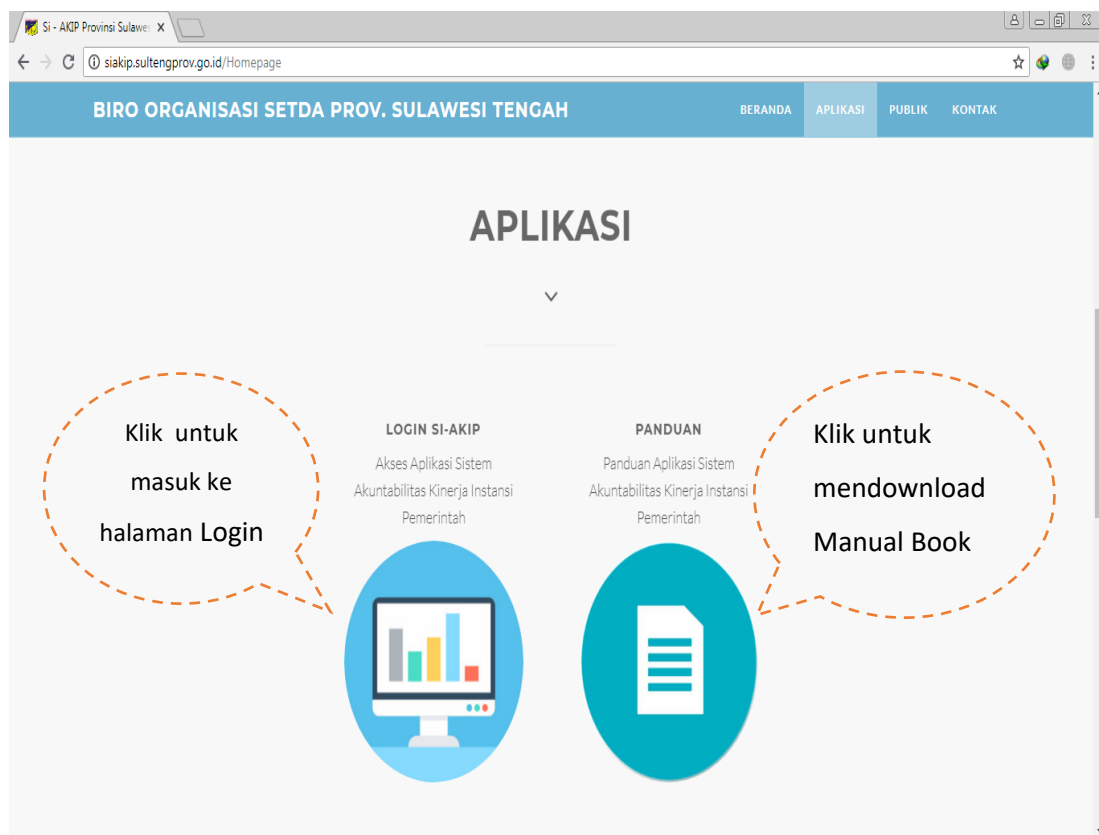 Si - AKIP Provinsi Sulawe
siakip.sultengprov.go.id/Homepage
BIRO ORGANISASI SETDA PROV. SULAWESI TENGAH
BERANDA
APLIKASI
PUBLIK
KONTAK
APLIKASI
Klik untuk
masuk ke
halaman Login
LOGIN SI-AKIP
Akses Aplikasi Sistem
Akuntabilitas Kinerja Instansi
Pemerintah
PANDUAN
Panduan Aplikasi Sistem
Akuntabilitas Kinerja Instansi
Pemerintah
Klik untuk
mendownload
Manual Book